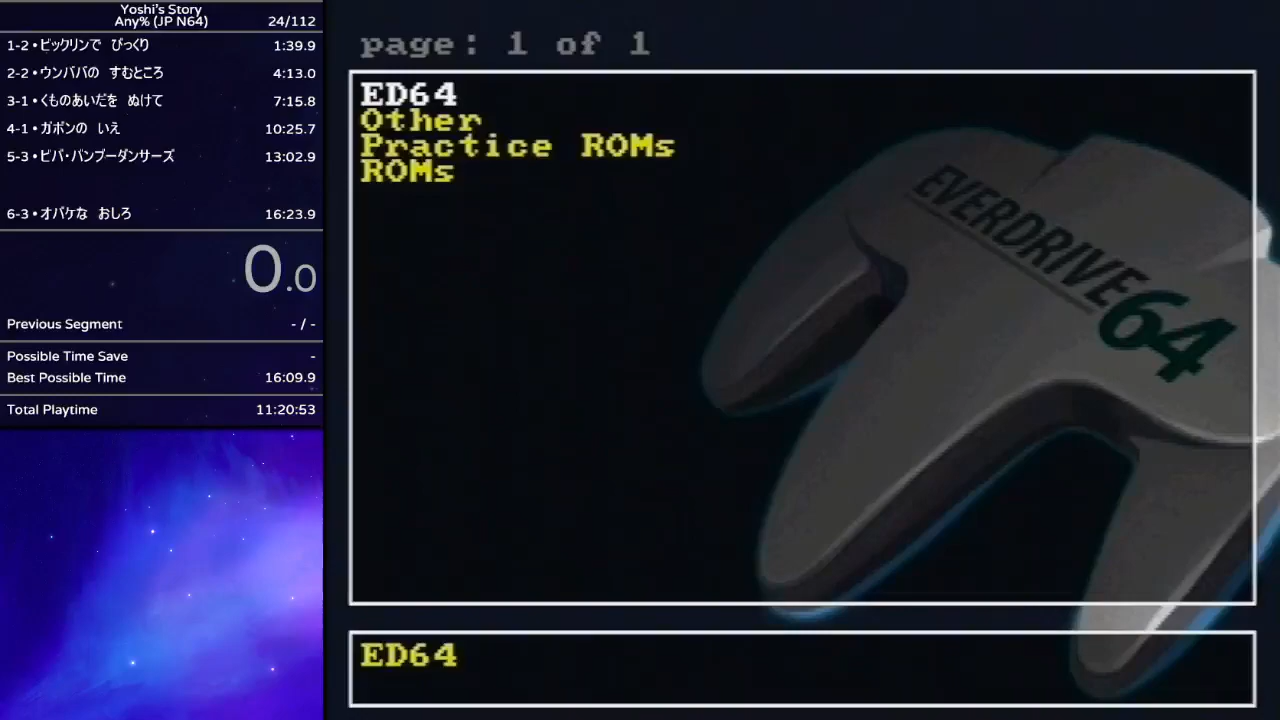 Yoshi's Story
Any% (JP N64)
24/112
1-2・ビックリンで びっくり 1:39.9
2-2・ウンババの すむところ 4:13.0
3-1・くものあいだを ぬけて 7:15.8
4-1・ガボンの いえ 10:25.7
5-3・ビバ・バンブーダンサーズ 13:02.9
6-3・オバケな おしろ 16:23.9
0.0
Previous Segment - / -
Possible Time Save -
Best Possible Time 16:09.9
Total Playtime 11:20:53
page: 1 of 1
ED64
Other
Practice ROMs
ROMs
EVERDRIVE
64
ED64